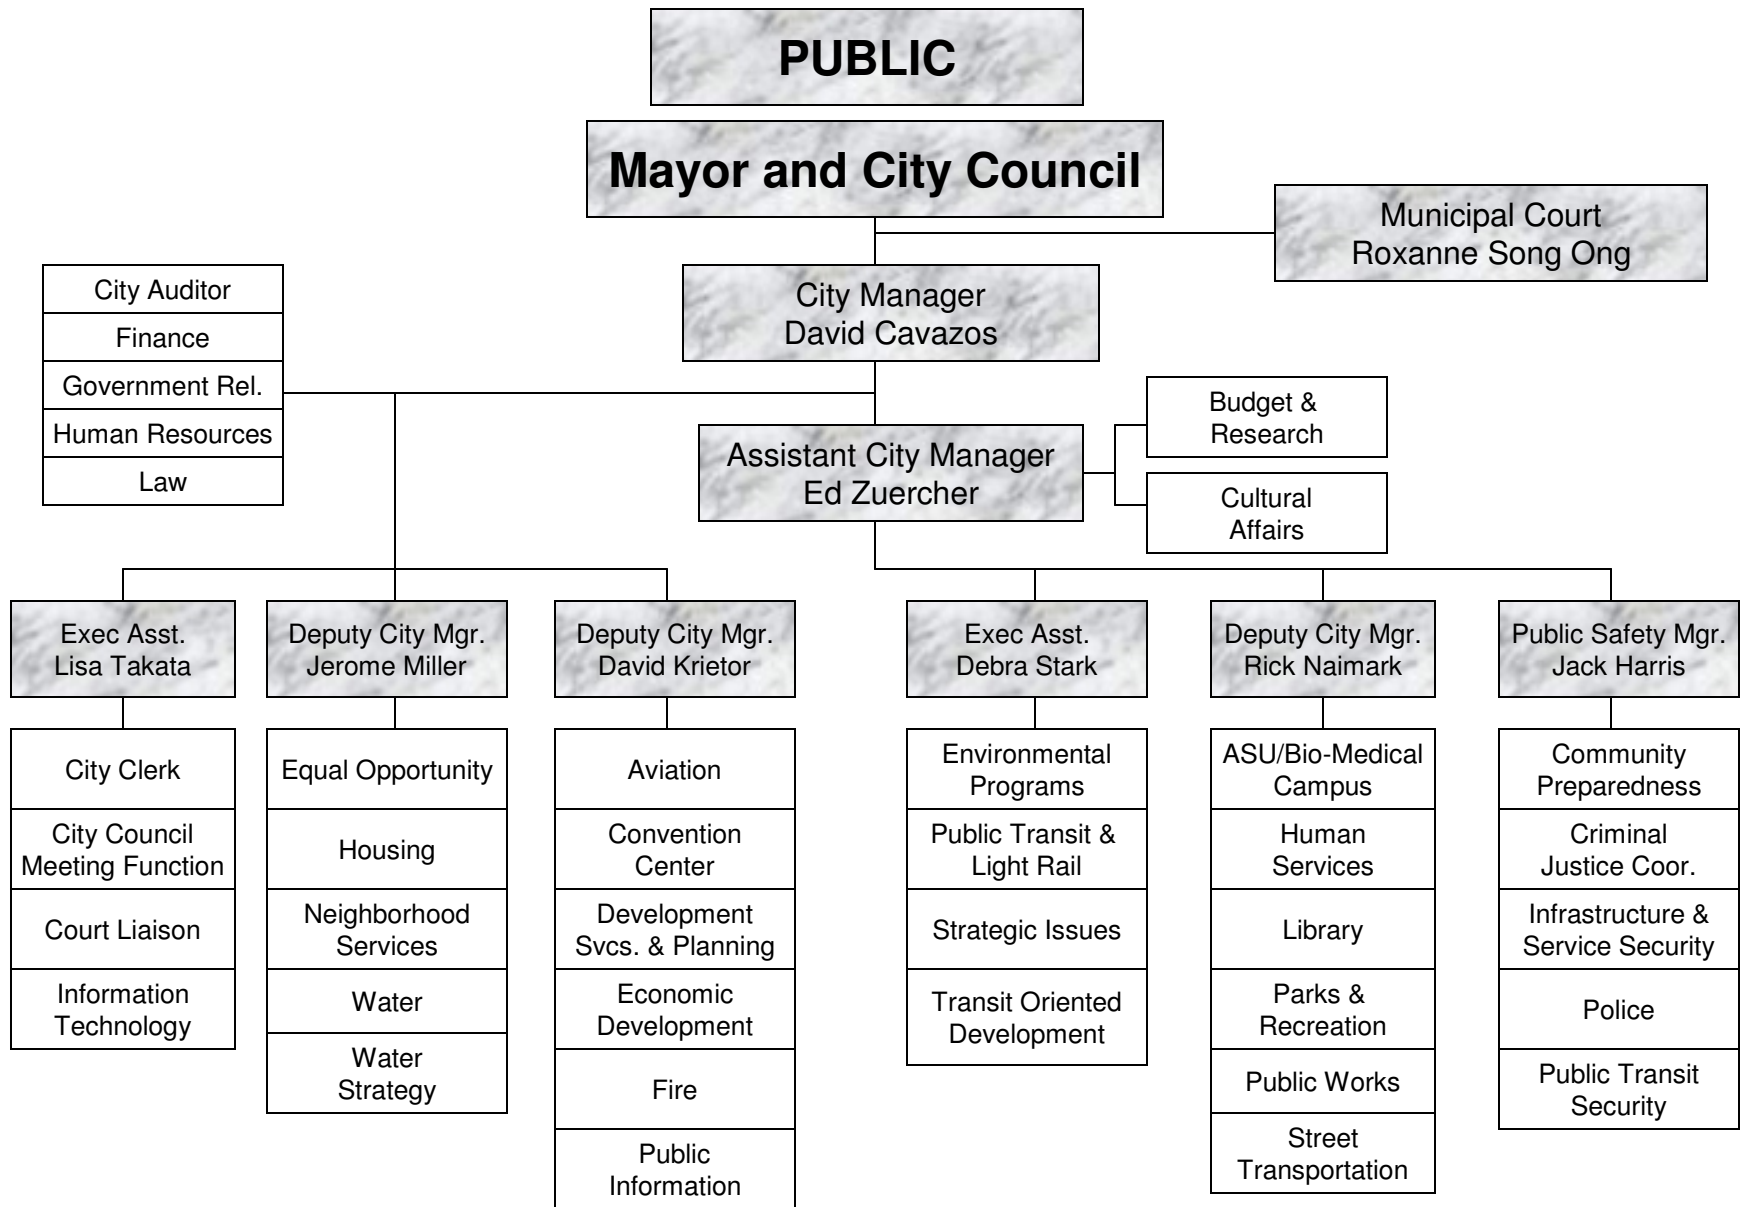 PUBLIC
Mayor and City Council
Municipal Court
Roxanne Song Ong
City Manager
David Cavazos
City Auditor
Finance
Government Rel.
Human Resources
Law
Assistant City Manager
Ed Zuercher
Budget &
Research
Cultural
Affairs
Exec Asst.
Lisa Takata
City Clerk
City Council
Meeting Function
Court Liaison
Information
Technology
Deputy City Mgr.
Jerome Miller
Equal Opportunity
Housing
Neighborhood
Services
Water
Water
Strategy
Deputy City Mgr.
David Krietor
Aviation
Convention
Center
Development
Svcs. & Planning
Economic
Development
Fire
Public
Information
Exec Asst.
Debra Stark
Environmental
Programs
Public Transit &
Light Rail
Strategic Issues
Transit Oriented
Development
Deputy City Mgr.
Rick Naimark
ASU/Bio-Medical
Campus
Human
Services
Library
Parks &
Recreation
Public Works
Street
Transportation
Public Safety Mgr.
Jack Harris
Community
Preparedness
Criminal
Justice Coor.
Infrastructure &
Service Security
Police
Public Transit
Security